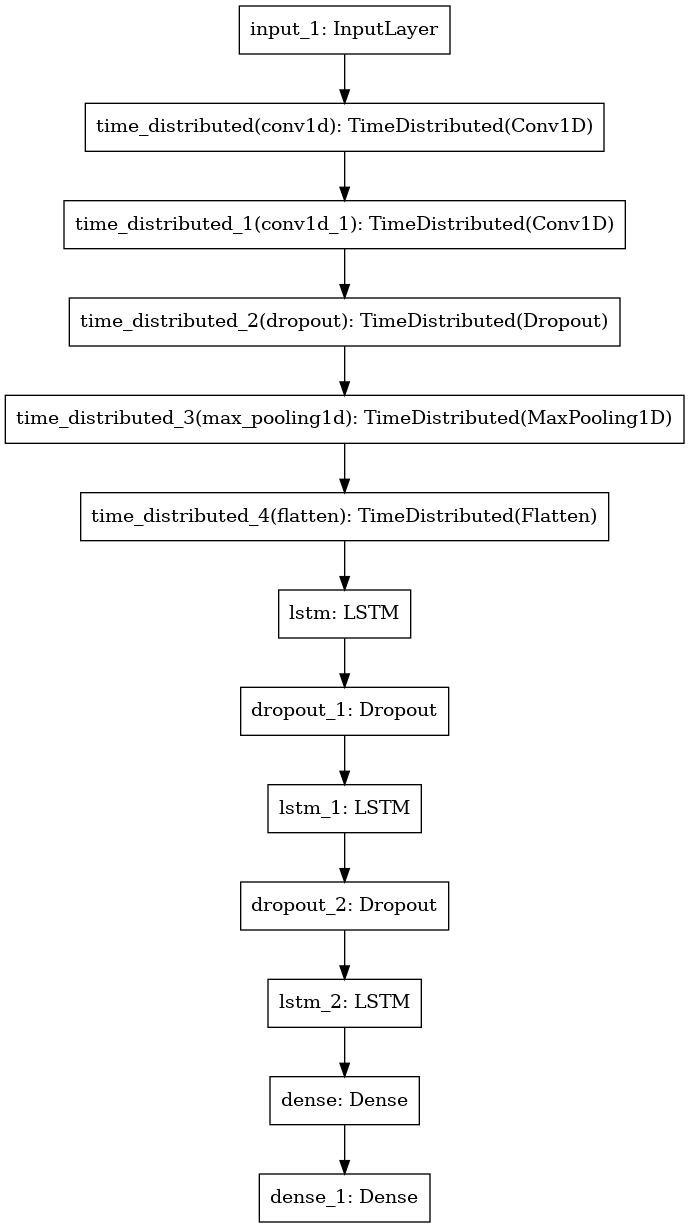 input_1: InputLayer
time_distributed(conv1d): TimeDistributed(Conv1D)
time_distributed_1(conv1d_1): TimeDistributed(Conv1D)
time_distributed_2(dropout): TimeDistributed(Dropout)
time_distributed_3(max_pooling1d): TimeDistributed(MaxPooling1D)
time_distributed_4(flatten): TimeDistributed(Flatten)
lstm: LSTM
dropout_1: Dropout
lstm_1: LSTM
dropout_2: Dropout
lstm_2: LSTM
dense: Dense
dense_1: Dense